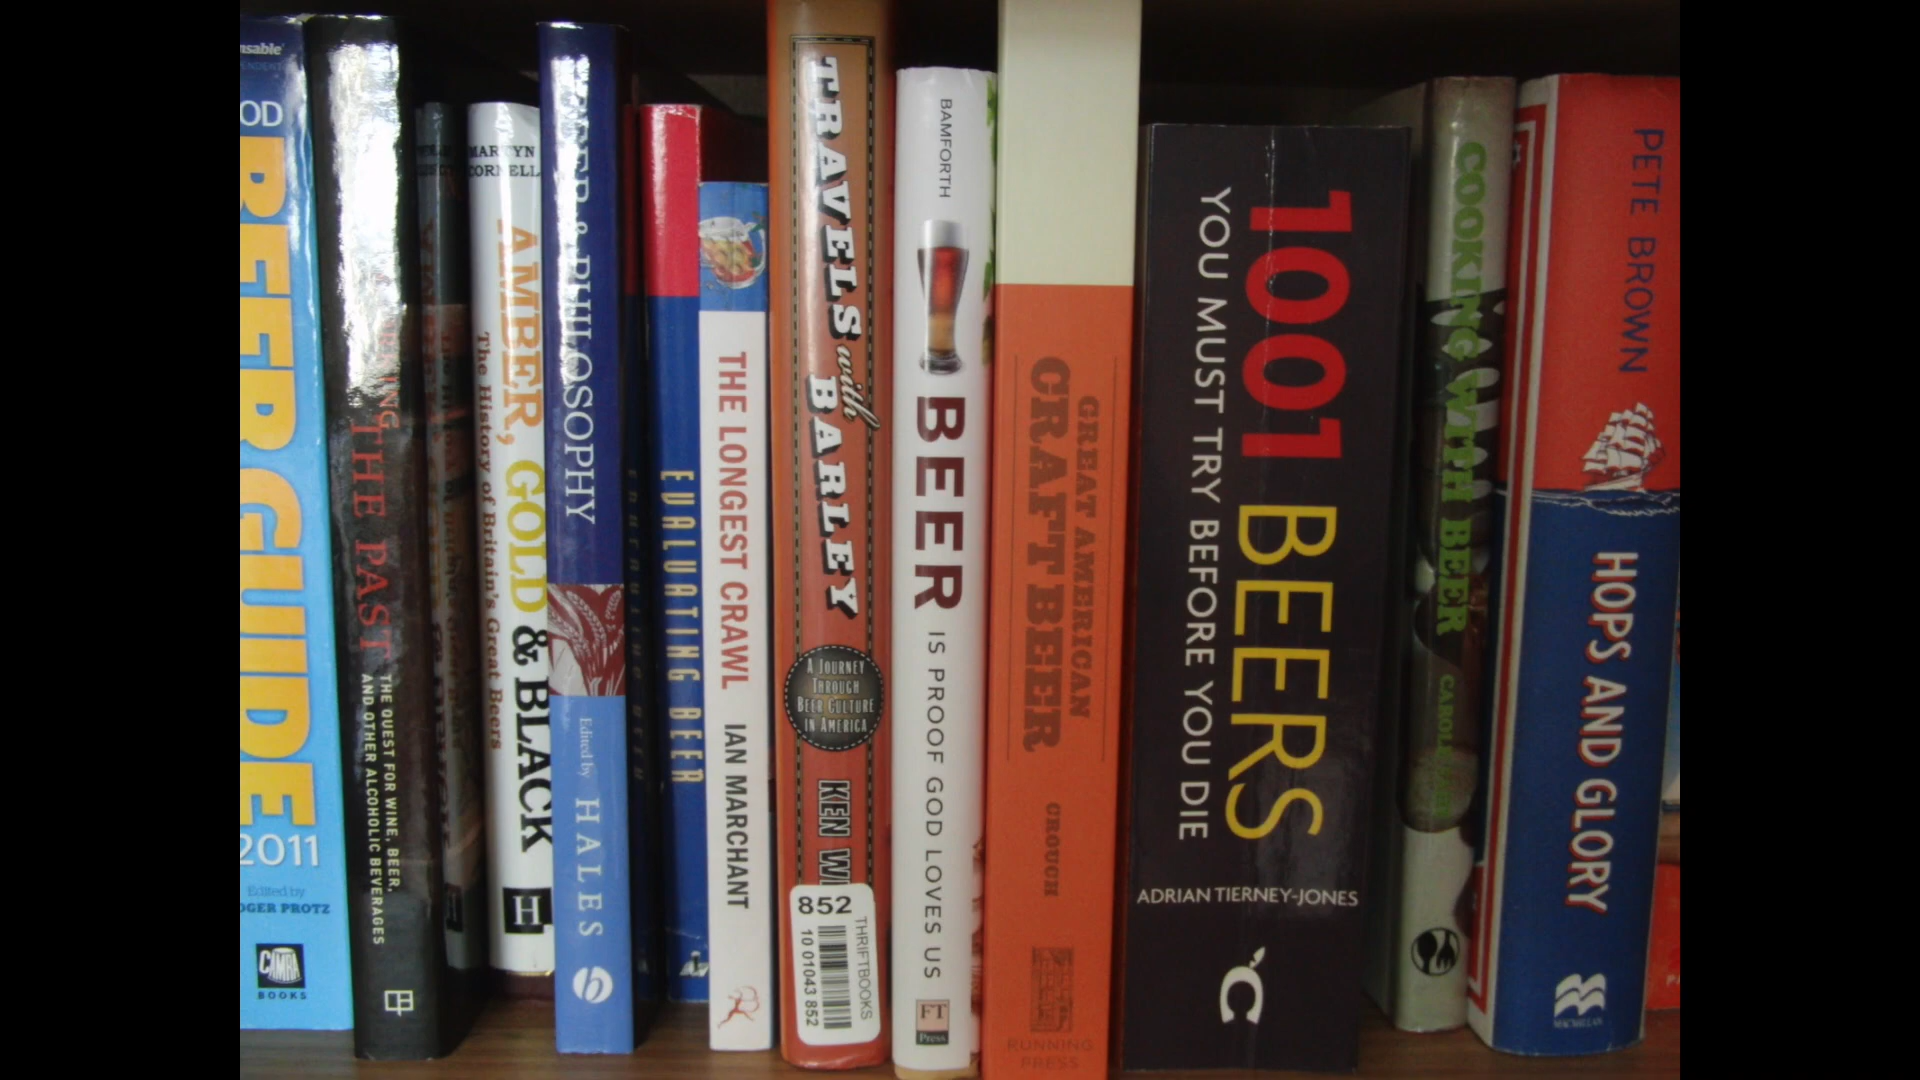 BEER GUIDE
2011
Edited by
CAMRA
BOOKS
THE PAST
THE QUEST FOR WINE, BEER,
AND OTHER ALCOHOLIC BEVERAGES
MARTYN
CORNELL
AMBER, GOLD & BLACK
The History of Britain's Great Beers
H
& PHILOSOPHY
Edited by
HALES
b
EVALUATING BEER
THE LONGEST CRAWL
IAN MARCHANT
TRAVELS with BARLEY
A JOURNEY
THROUGH
BEER CULTURE
IN AMERICA
KEN
852
THRIFTBOOKS
10 01043 852
BAMFORTH
BEER
IS PROOF GOD LOVES US
FT
Press
GREAT AMERICAN
CRAFT BEER
CROUCH
RUNNING
PRESS
1001 BEERS
YOU MUST TRY BEFORE YOU DIE
ADRIAN TIERNEY-JONES
C
COOKING WITH BEER
PETE BROWN
HOPS AND GLORY
MACMILLAN